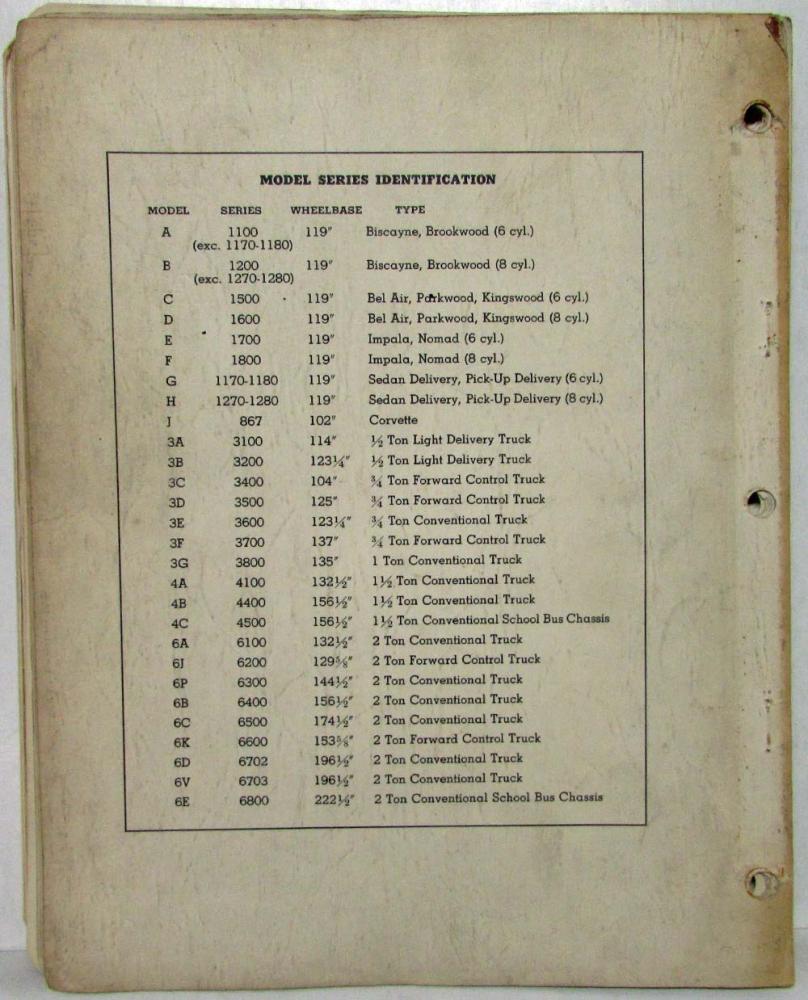 MODEL SERIES IDENTIFICATION
MODEL SERIES WHEELBASE TYPE
A 1100 119" Biscayne, Brookwood (6 cyl.)
(exc. 1170-1180)
B 1200 119" Biscayne, Brookwood (8 cyl.)
(exc. 1270-1280)
C 1500 119" Bel Air, Parkwood, Kingswood (6 cyl.)
D 1600 119" Bel Air, Parkwood, Kingswood (8 cyl.)
E 1700 119" Impala, Nomad (6 cyl.)
F 1800 119" Impala, Nomad (8 cyl.)
G 1170-1180 119" Sedan Delivery, Pick-Up Delivery (6 cyl.)
H 1270-1280 119" Sedan Delivery, Pick-Up Delivery (8 cyl.)
J 867 102" Corvette
3A 3100 114" ½ Ton Light Delivery Truck
3B 3200 123¼" ½ Ton Light Delivery Truck
3C 3400 104" ¾ Ton Forward Control Truck
3D 3500 125" ¾ Ton Forward Control Truck
3E 3600 123¼" ¾ Ton Conventional Truck
3F 3700 137" ¾ Ton Forward Control Truck
3G 3800 135" 1 Ton Conventional Truck
4A 4100 132½" 1½ Ton Conventional Truck
4B 4400 156½" 1½ Ton Conventional Truck
4C 4500 156½" 1½ Ton Conventional School Bus Chassis
6A 6100 132½" 2 Ton Conventional Truck
6J 6200 129⅝" 2 Ton Forward Control Truck
6P 6300 144½" 2 Ton Conventional Truck
6B 6400 156½" 2 Ton Conventional Truck
6C 6500 174½" 2 Ton Conventional Truck
6K 6600 153⅝" 2 Ton Forward Control Truck
6D 6702 196½" 2 Ton Conventional Truck
6V 6703 196½" 2 Ton Conventional Truck
6E 6800 222½" 2 Ton Conventional School Bus Chassis